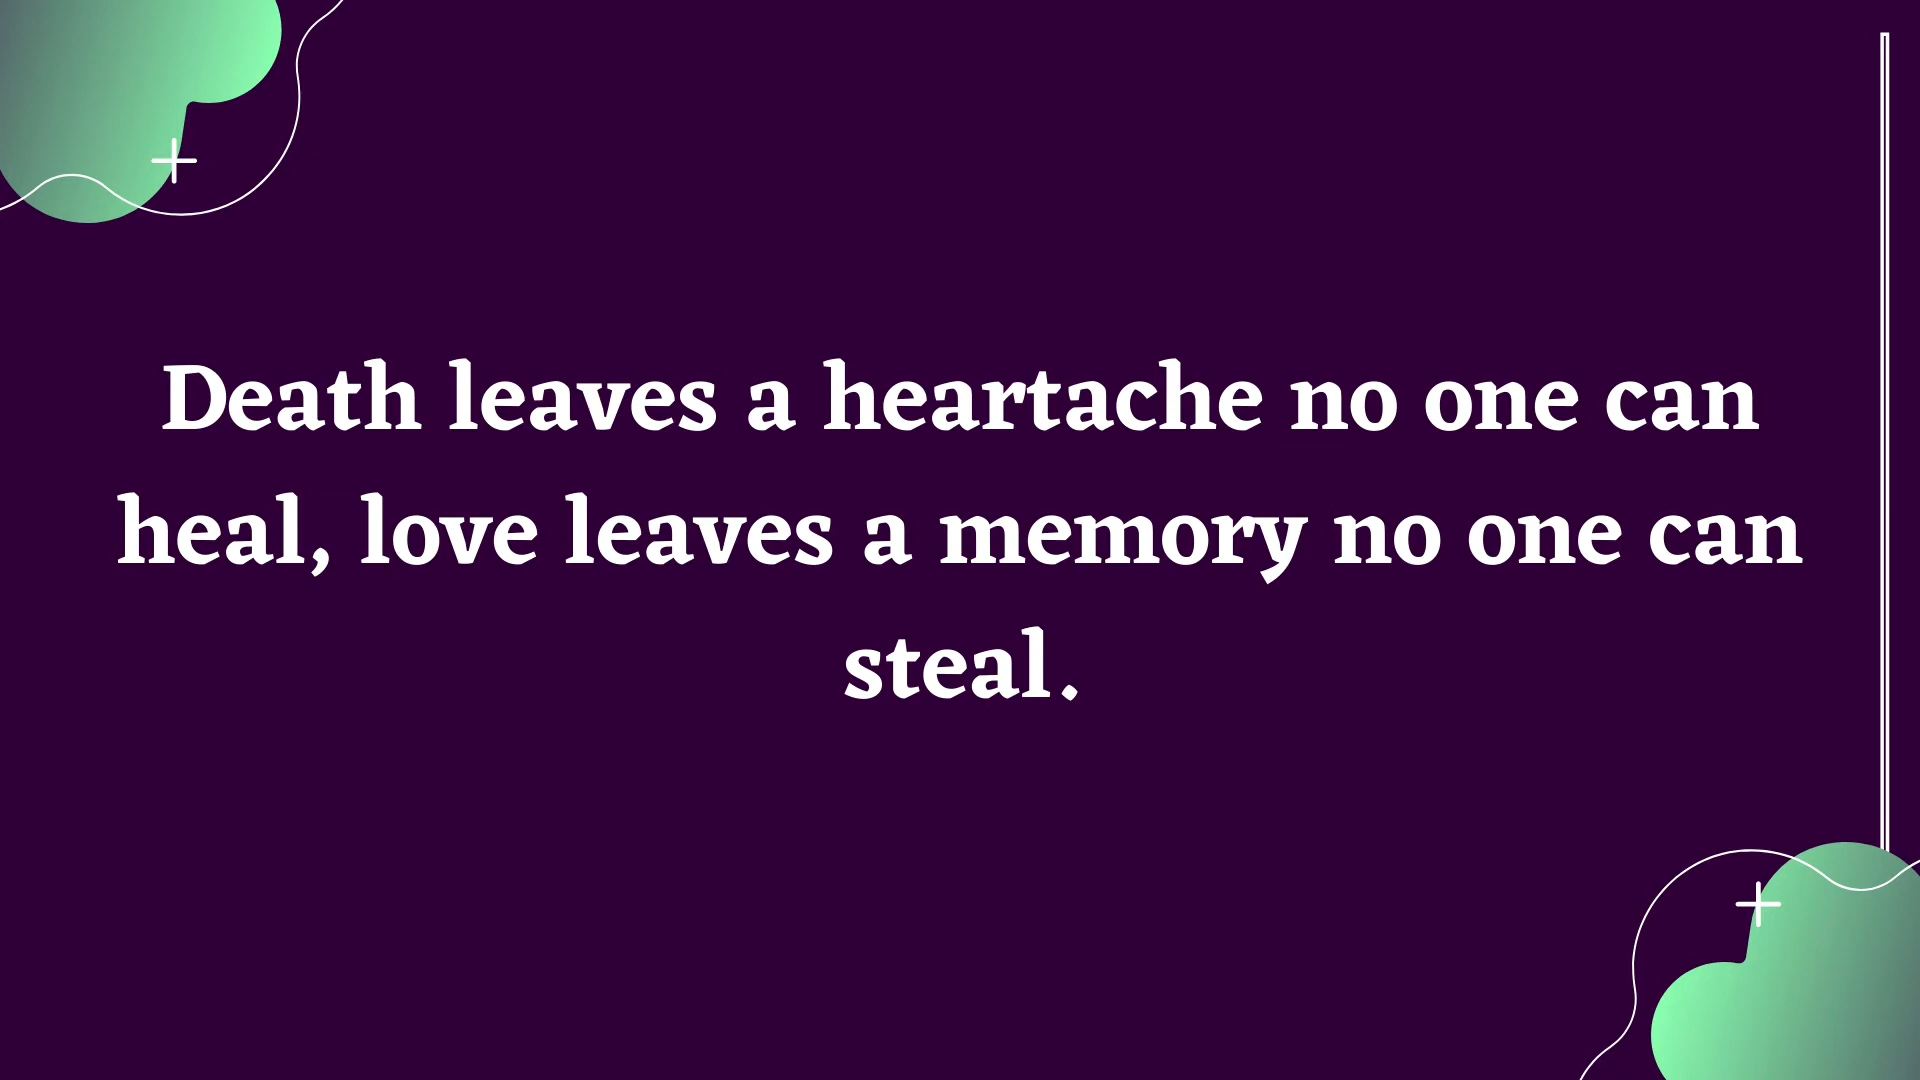 Death leaves a heartache no one can
heal, love leaves a memory no one can
steal.